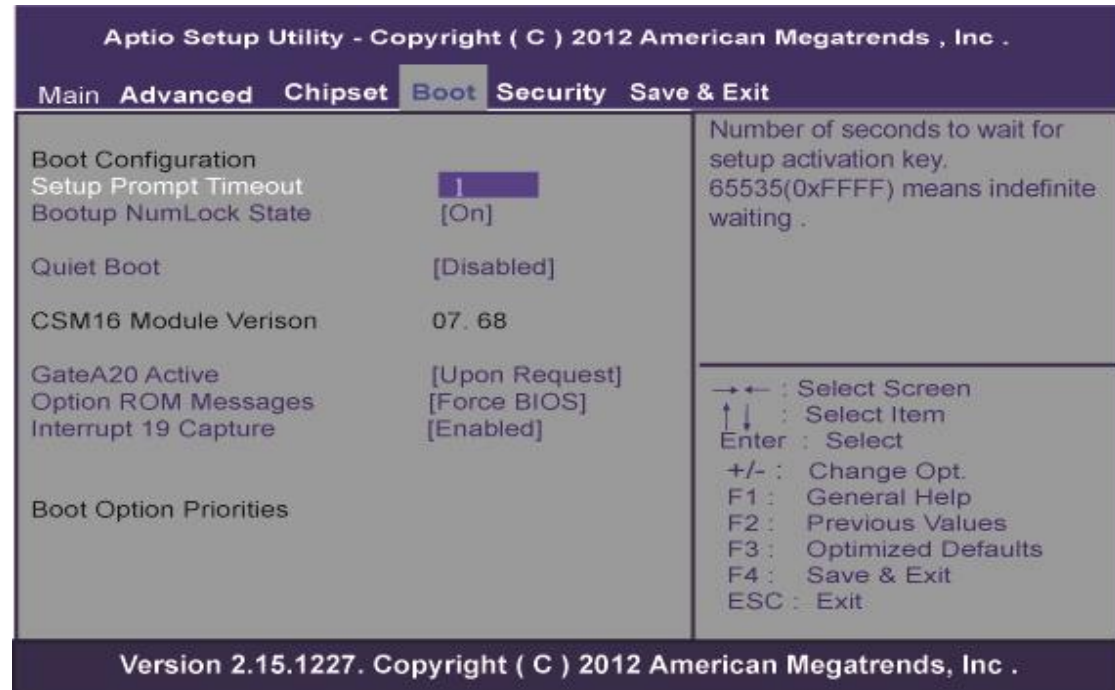 Aptio Setup Utility - Copyright ( C ) 2012 American Megatrends , Inc .
Main Advanced Chipset Boot Security Save & Exit
Boot Configuration
Setup Prompt Timeout 1
Bootup NumLock State [On]
Quiet Boot [Disabled]
CSM16 Module Verison 07. 68
GateA20 Active [Upon Request]
Option ROM Messages [Force BIOS]
Interrupt 19 Capture [Enabled]
Boot Option Priorities
Number of seconds to wait for
setup activation key.
65535(0xFFFF) means indefinite
waiting .
→← : Select Screen
↑↓ : Select Item
Enter : Select
+/- : Change Opt.
F1 : General Help
F2 : Previous Values
F3 : Optimized Defaults
F4 : Save & Exit
ESC : Exit
Version 2.15.1227. Copyright ( C ) 2012 American Megatrends, Inc .